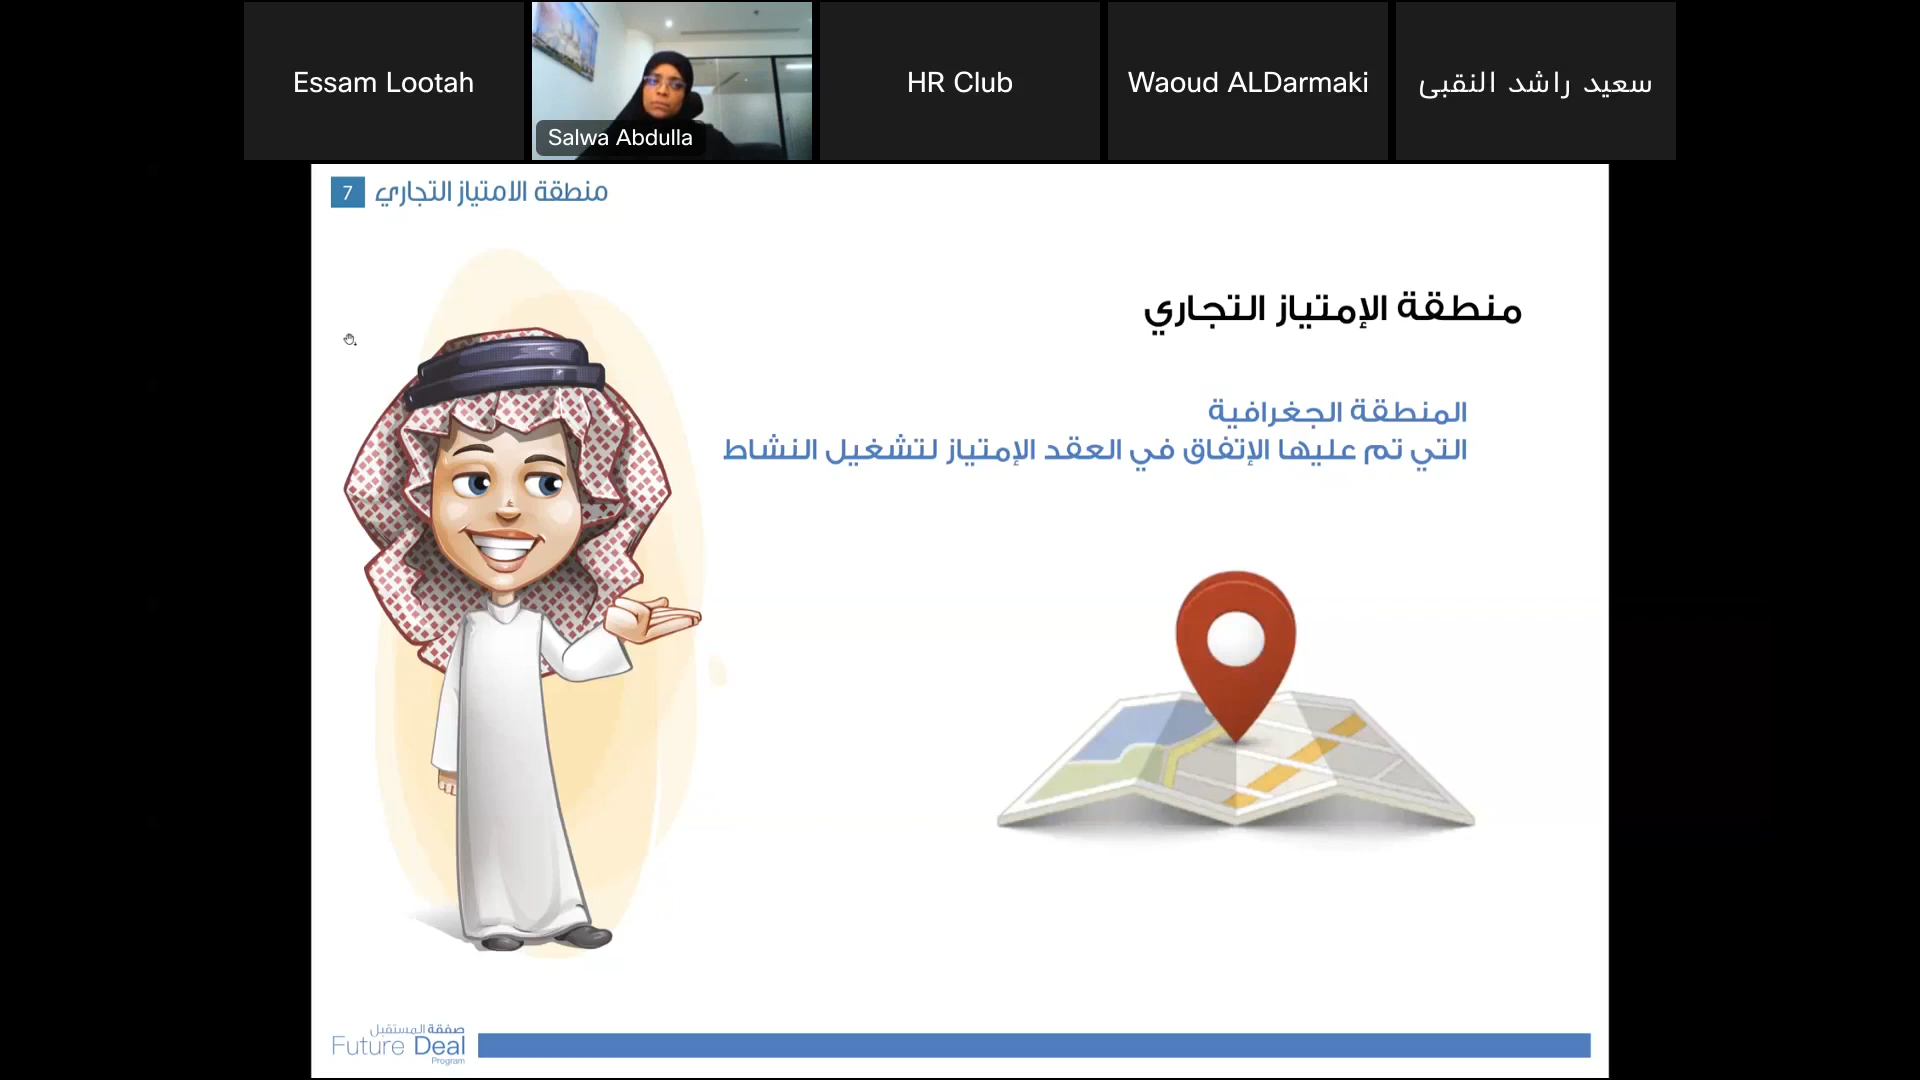 Essam Lootah
Salwa Abdulla
HR Club
Waoud ALDarmaki
سعيد راشد النقبى
7 منطقة الامتياز التجاري
منطقة الإمتياز التجاري
المنطقة الجغرافية
التي تم عليها الإتفاق في العقد الإمتياز لتشغيل النشاط
صفقة المستقبل
Future Deal
Program